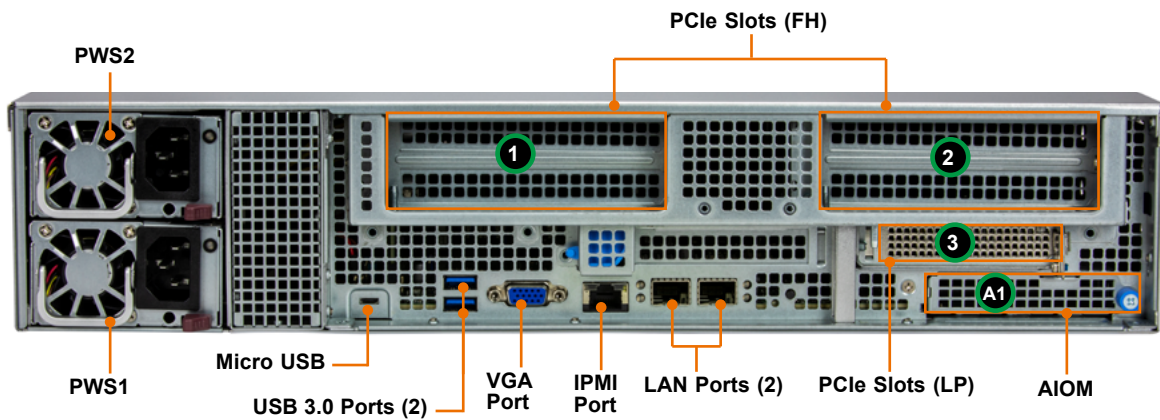 PCIe Slots (FH)
PWS2
1
2
3
A1
Micro USB
PWS1
USB 3.0 Ports (2)
VGA
Port
IPMI
Port
LAN Ports (2)
PCIe Slots (LP)
AIOM